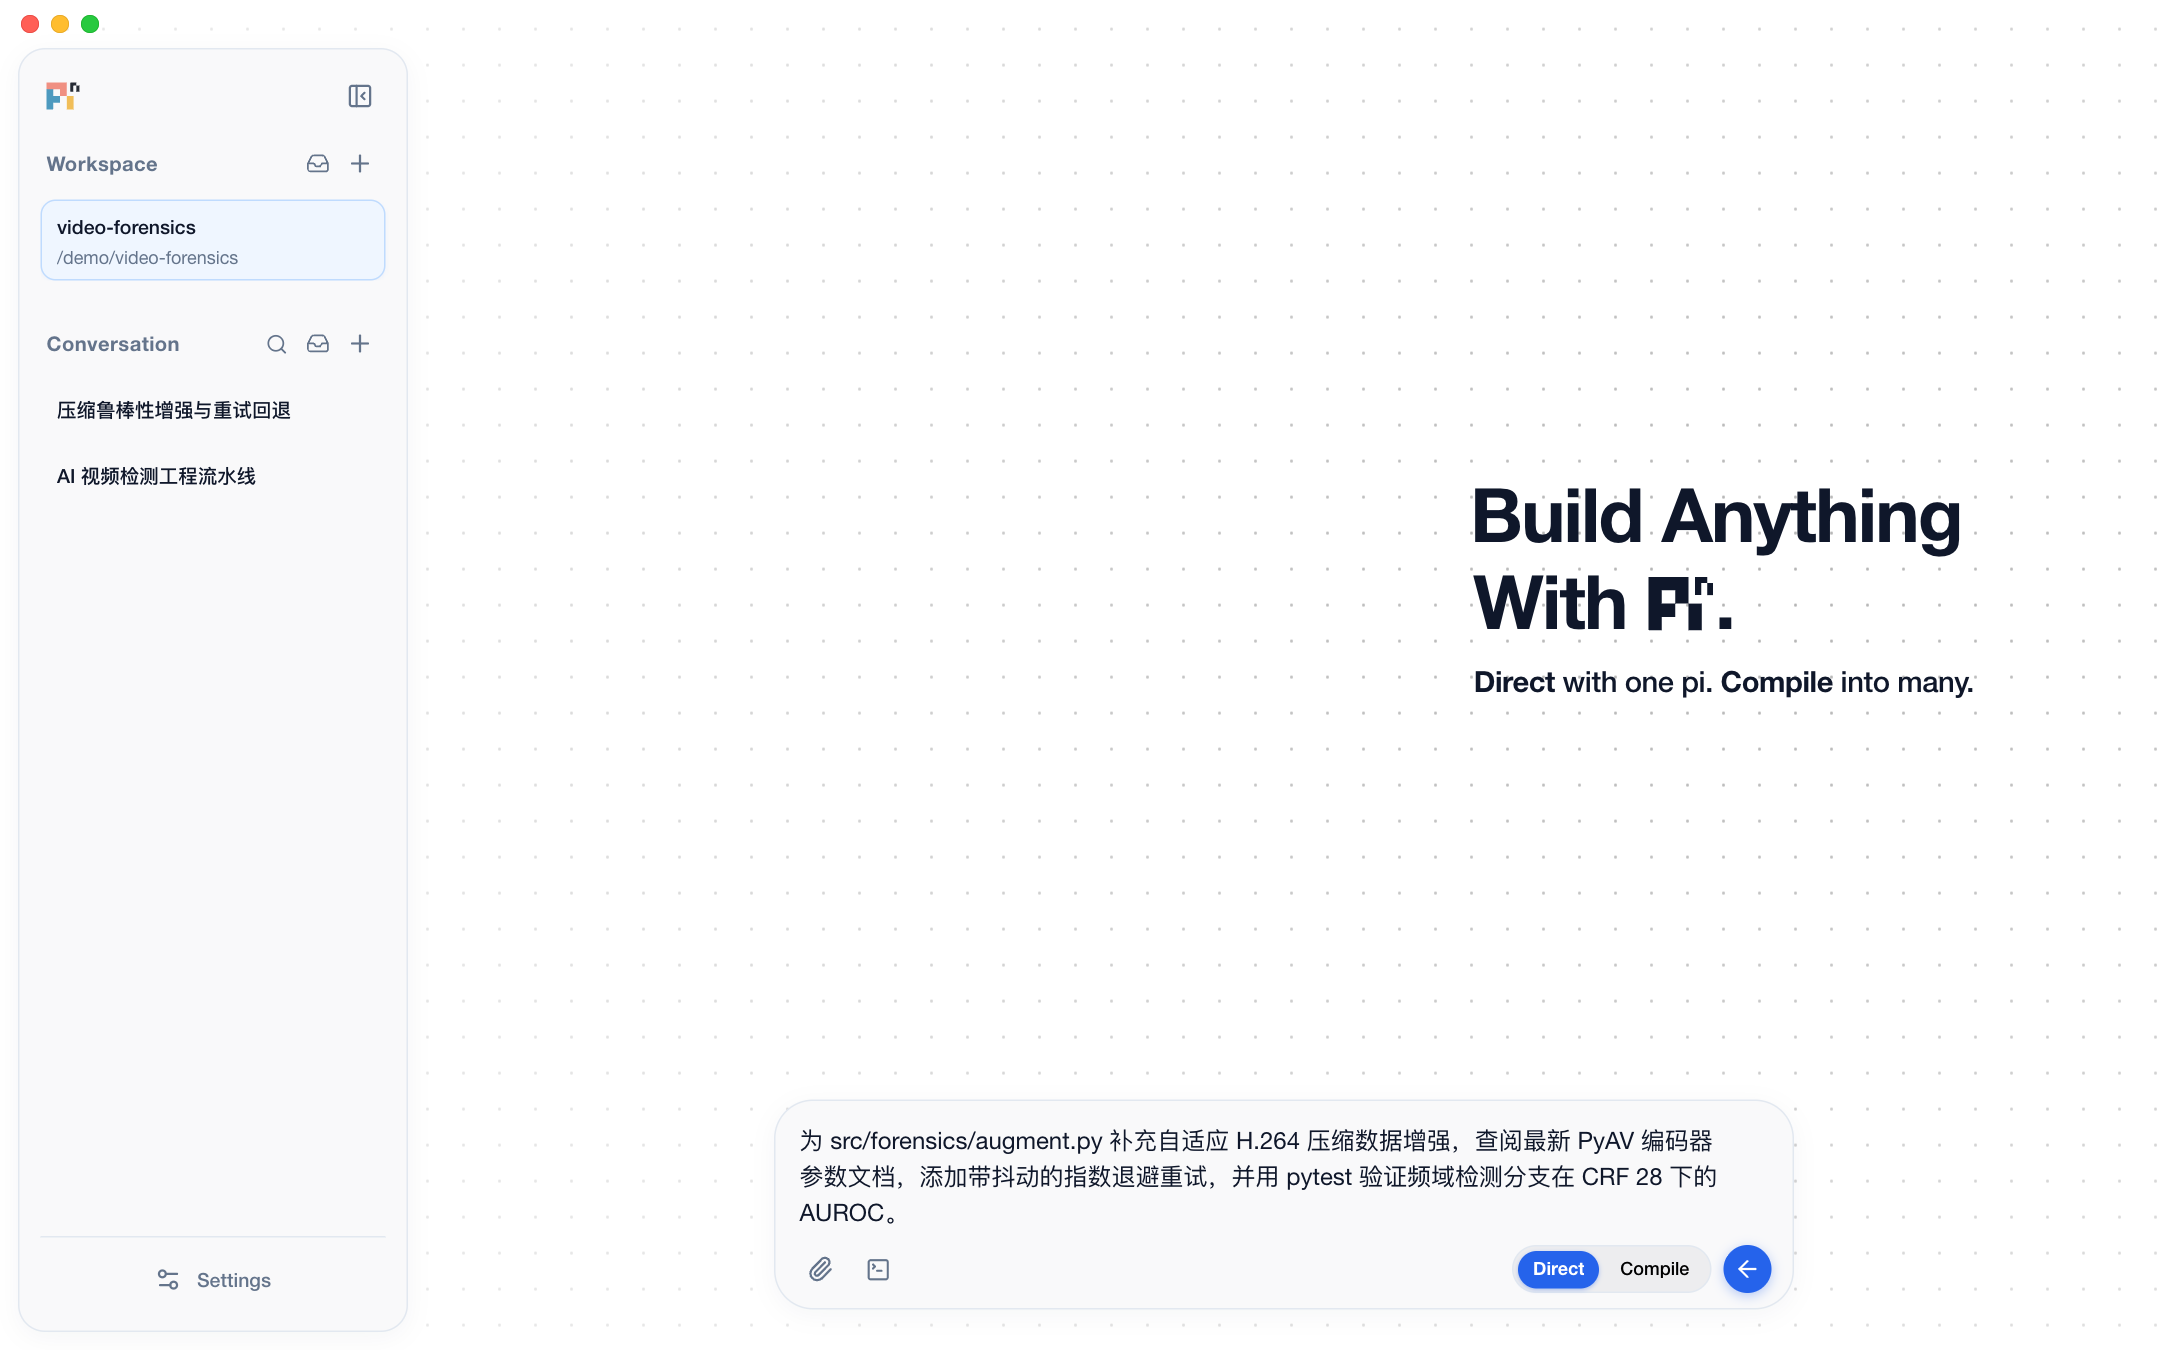 Workspace
video-forensics
/demo/video-forensics
Conversation
压缩鲁棒性增强与重试回退
AI 视频检测工程流水线
Settings
Build Anything
With Pi.
Direct with one pi. Compile into many.
为 src/forensics/augment.py 补充自适应 H.264 压缩数据增强，查阅最新 PyAV 编码器
参数文档，添加带抖动的指数退避重试，并用 pytest 验证频域检测分支在 CRF 28 下的
AUROC。
Direct Compile